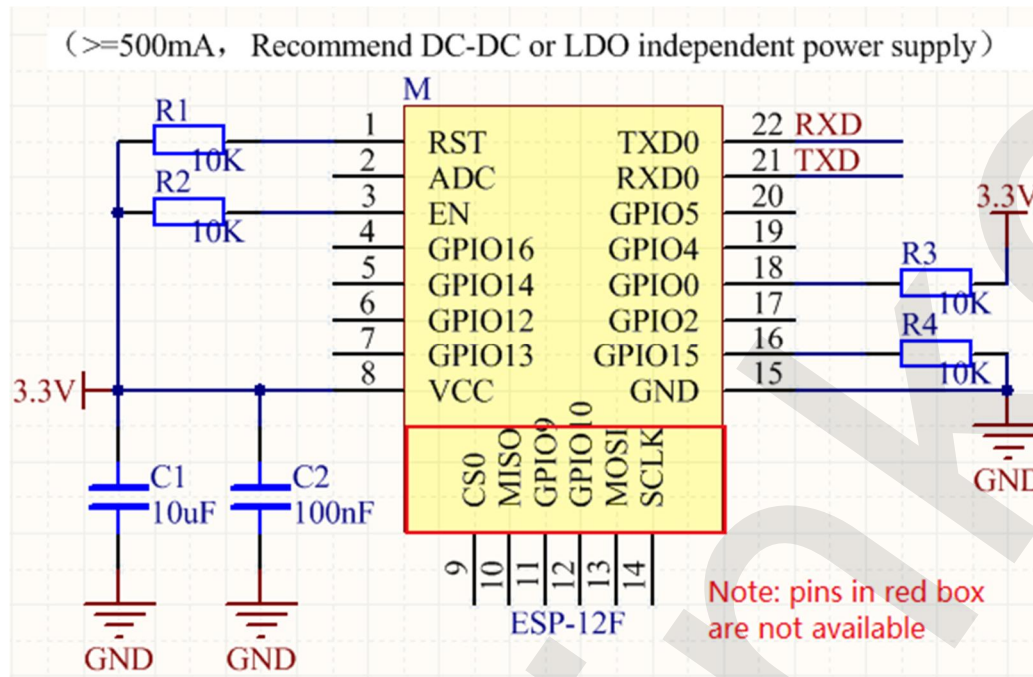 （>=500mA， Recommend DC-DC or LDO independent power supply）
M
R1
10K
R2
10K
1
2
3
4
5
6
7
8
RST
ADC
EN
GPIO16
GPIO14
GPIO12
GPIO13
VCC
TXD0
RXD0
GPIO5
GPIO4
GPIO0
GPIO2
GPIO15
GND
22 RXD
21 TXD
20
19
18
17
16
15
3.3V
R3
10K
R4
10K
GND
3.3V
C1
10uF
C2
100nF
GND
GND
CS0
MISO
GPIO9
GPIO10
MOSI
SCLK
9
10
11
12
13
14
ESP-12F
Note: pins in red box
are not available